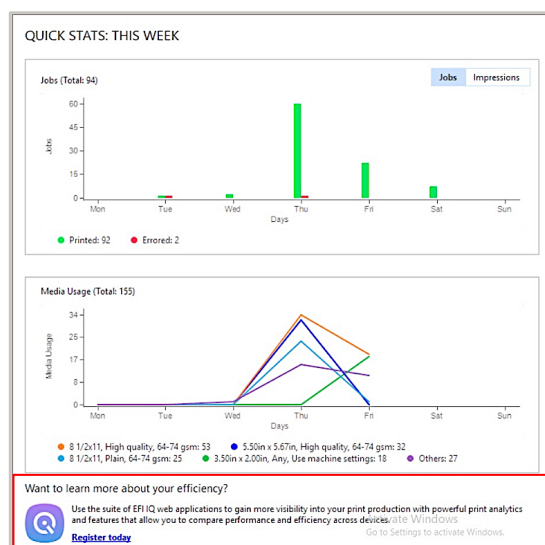 QUICK STATS: THIS WEEK
Jobs (Total: 94)
Jobs Impressions
60
45
30
15
0
Jobs
Mon Tue Wed Thu Fri Sat Sun
Days
Printed: 92 Errored: 2
Media Usage (Total: 155)
34
25
17
8
0
Media Usage
Mon Tue Wed Thu Fri Sat Sun
Days
8 1/2x11, High quality, 64-74 gsm: 53 5.50in x 5.67in, High quality, 64-74 gsm: 32
8 1/2x11, Plain, 64-74 gsm: 25 3.50in x 2.00in, Any, Use machine settings: 18 Others: 27
Want to learn more about your efficiency?
Use the suite of EFI IQ web applications to gain more visibility into your print production with powerful print analytics
and features that allow you to compare performance and efficiency across devices.
Activate Windows
Go to Settings to activate Windows.
Register today